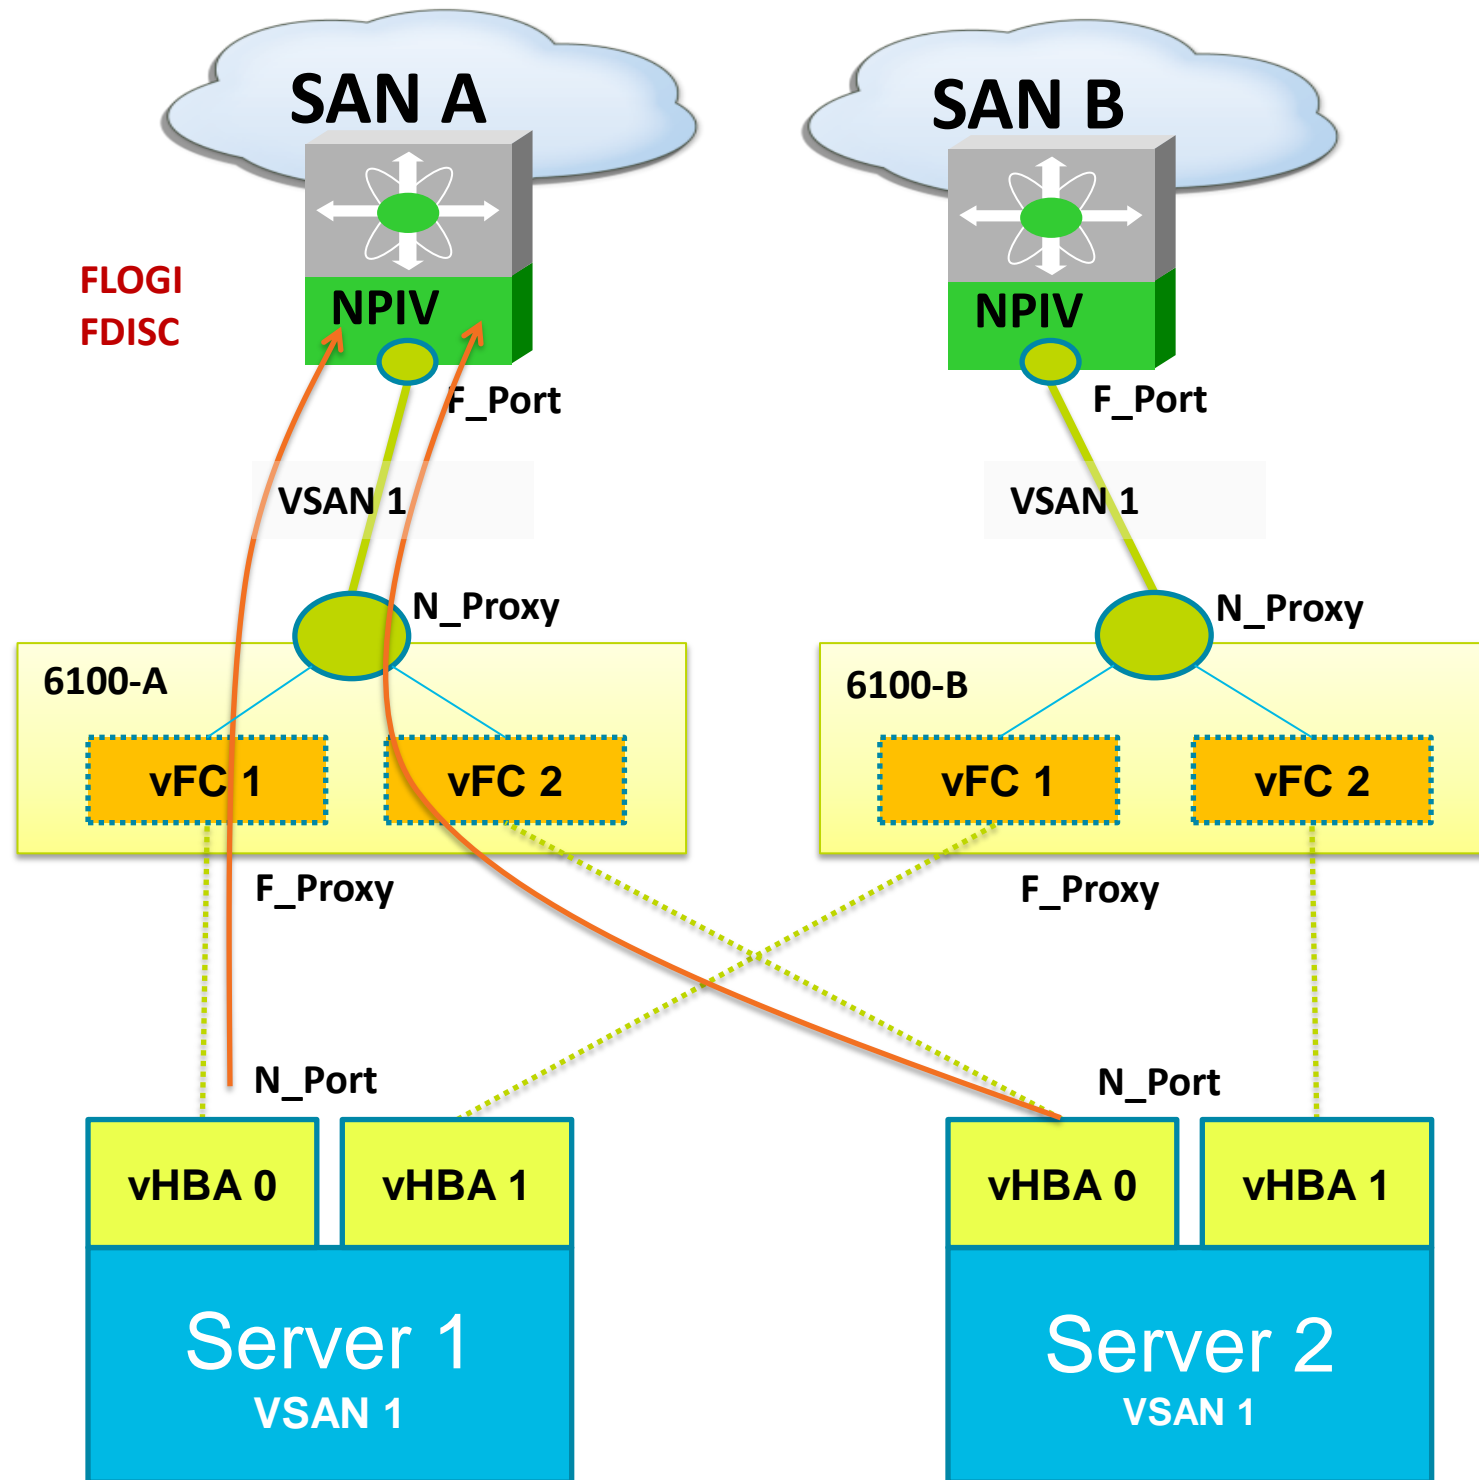 SAN A
SAN B
NPIV
NPIV
FLOGI
FDISC
F_Port
F_Port
VSAN 1
VSAN 1
N_Proxy
N_Proxy
6100-A
6100-B
vFC 1
vFC 2
vFC 1
vFC 2
F_Proxy
F_Proxy
N_Port
N_Port
vHBA 0
vHBA 1
vHBA 0
vHBA 1
Server 1
VSAN 1
Server 2
VSAN 1